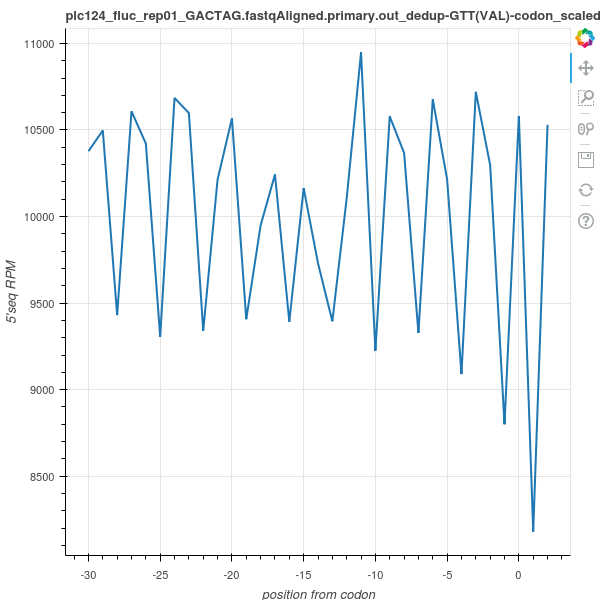 plc124_fluc_rep01_GACTAG.fastqAligned.primary.out_dedup-GTT(VAL)-codon_scaled
11000
10500
10000
9500
9000
8500
5'seq RPM
-30 -25 -20 -15 -10 -5 0
position from codon